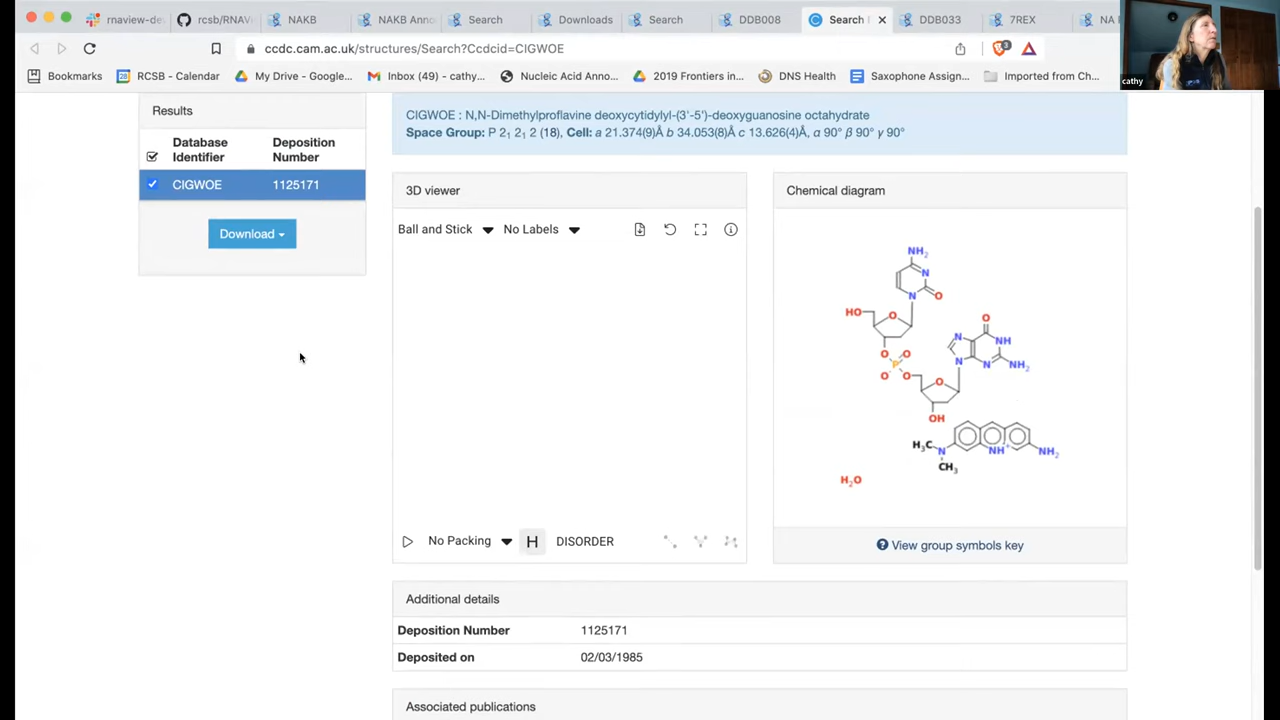 rnaview-de
rcsb/RNAV
NAKB
NAKB Anno
Search
Downloads
Search
DDB008
Search |
DDB033
7REX
NA
ccdc.cam.ac.uk/structures/Search?Ccdcid=CIGWOE
3
Bookmarks
28
RCSB - Calendar
My Drive - Google...
Inbox (49) - cathy...
Nucleic Acid Anno...
2019 Frontiers in...
DNS Health
Saxophone Assign...
Imported from Ch...
cathy
Results
Database Identifier
Deposition Number
CIGWOE 1125171
Download
CIGWOE : N,N-Dimethylproflavine deoxycytidylyl-(3'-5')-deoxyguanosine octahydrate
Space Group: P 2₁ 2₁ 2 (18), Cell: a 21.374(9)Å b 34.053(8)Å c 13.626(4)Å, α 90° β 90° γ 90°
3D viewer
Ball and Stick
No Labels
No Packing
H
DISORDER
Chemical diagram
NH₂
N
N
O
HO
O
O
O
P
O
O
O
N
NH
N
N
NH₂
O
OH
H₃C
N
CH₃
NH⁺
NH₂
H₂O
View group symbols key
Additional details
Deposition Number 1125171
Deposited on 02/03/1985
Associated publications